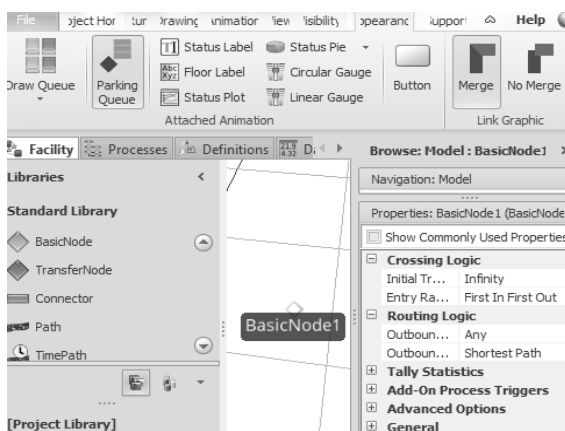 File oject Hor tur Drawing nimation /iew /isibility pearanc Suppor Help
Status Label Status Pie
Floor Label Circular Gauge
Status Plot Linear Gauge
Draw Queue
Parking Queue
Button
Merge No Merge
Attached Animation
Link Graphic
Facility Processes Definitions
Browse: Model : BasicNode1
Libraries
Navigation: Model
Standard Library
Properties: BasicNode1 (BasicNode
BasicNode
Show Commonly Used Properties
TransferNode
Crossing Logic
Initial Tr... Infinity
Connector
Entry Ra... First In First Out
Routing Logic
Path
BasicNode1
Outboun... Any
TimePath
Outboun... Shortest Path
Tally Statistics
Add-On Process Triggers
Advanced Options
[Project Library]
General